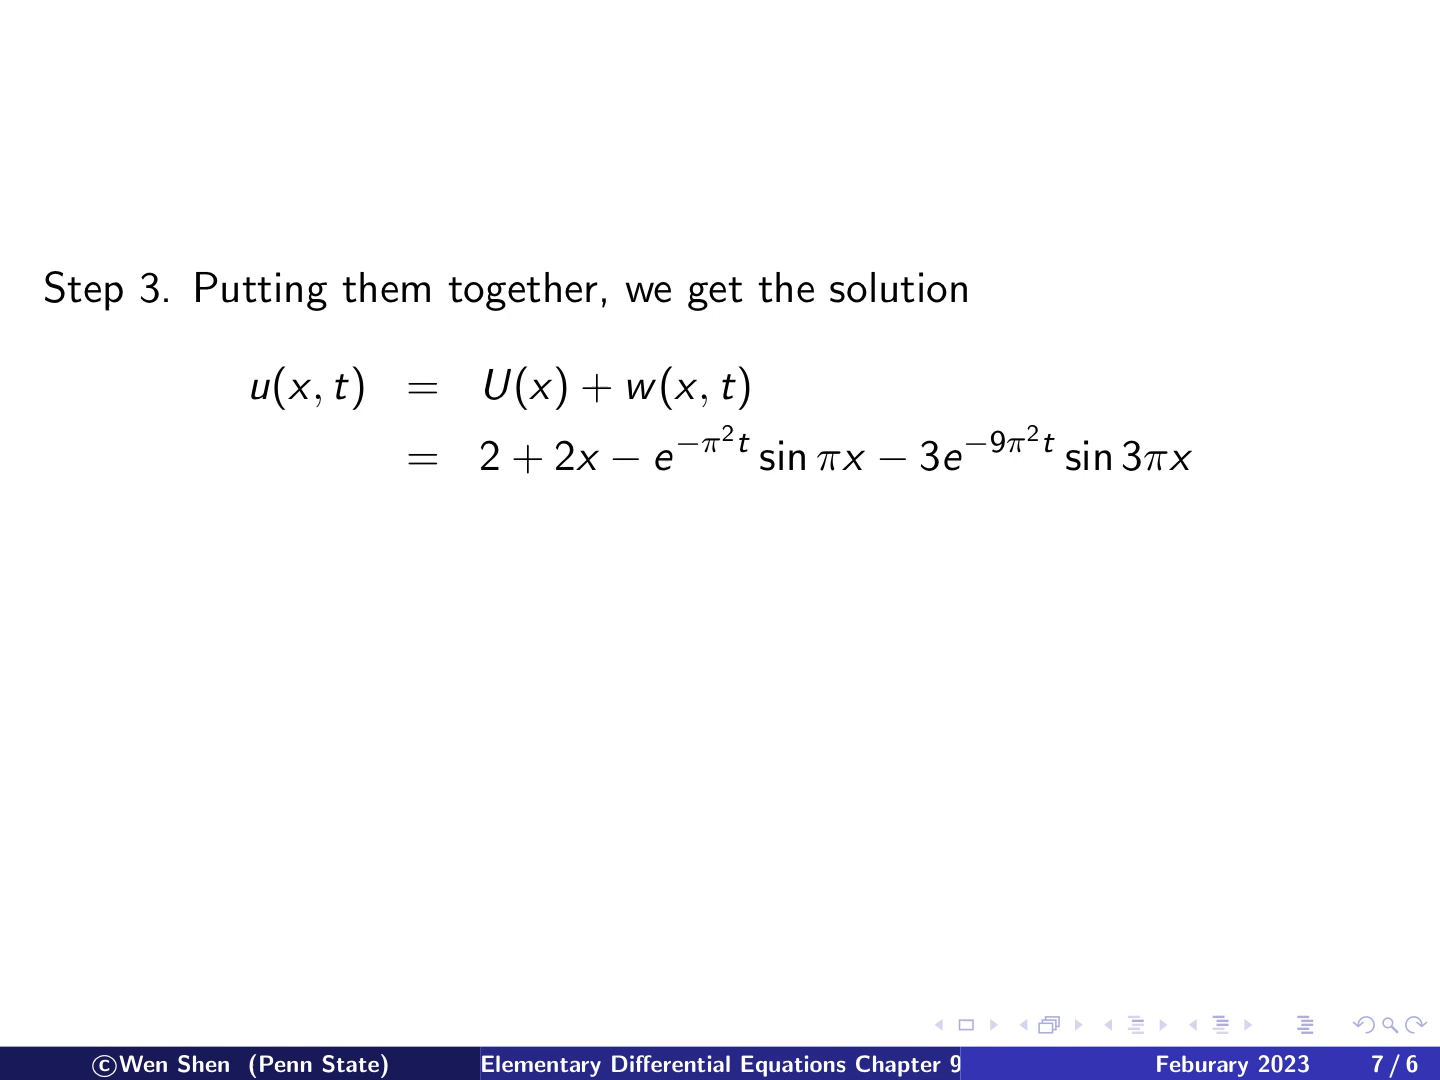 Step 3. Putting them together, we get the solution
u(x, t) = U(x) + w(x, t)
= 2 + 2x − e^{−π²t} sin πx − 3e^{−9π²t} sin 3πx
©Wen Shen (Penn State) Elementary Differential Equations Chapter 9 Feburary 2023 7 / 6